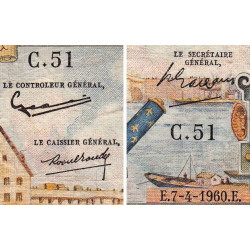 C.51
LE CONTROLEUR GÉNÉRAL,
LE CAISSIER GÉNÉRAL,
LE SECRÉTAIRE
GÉNÉRAL,
C.51
E.7-4-1960.E.